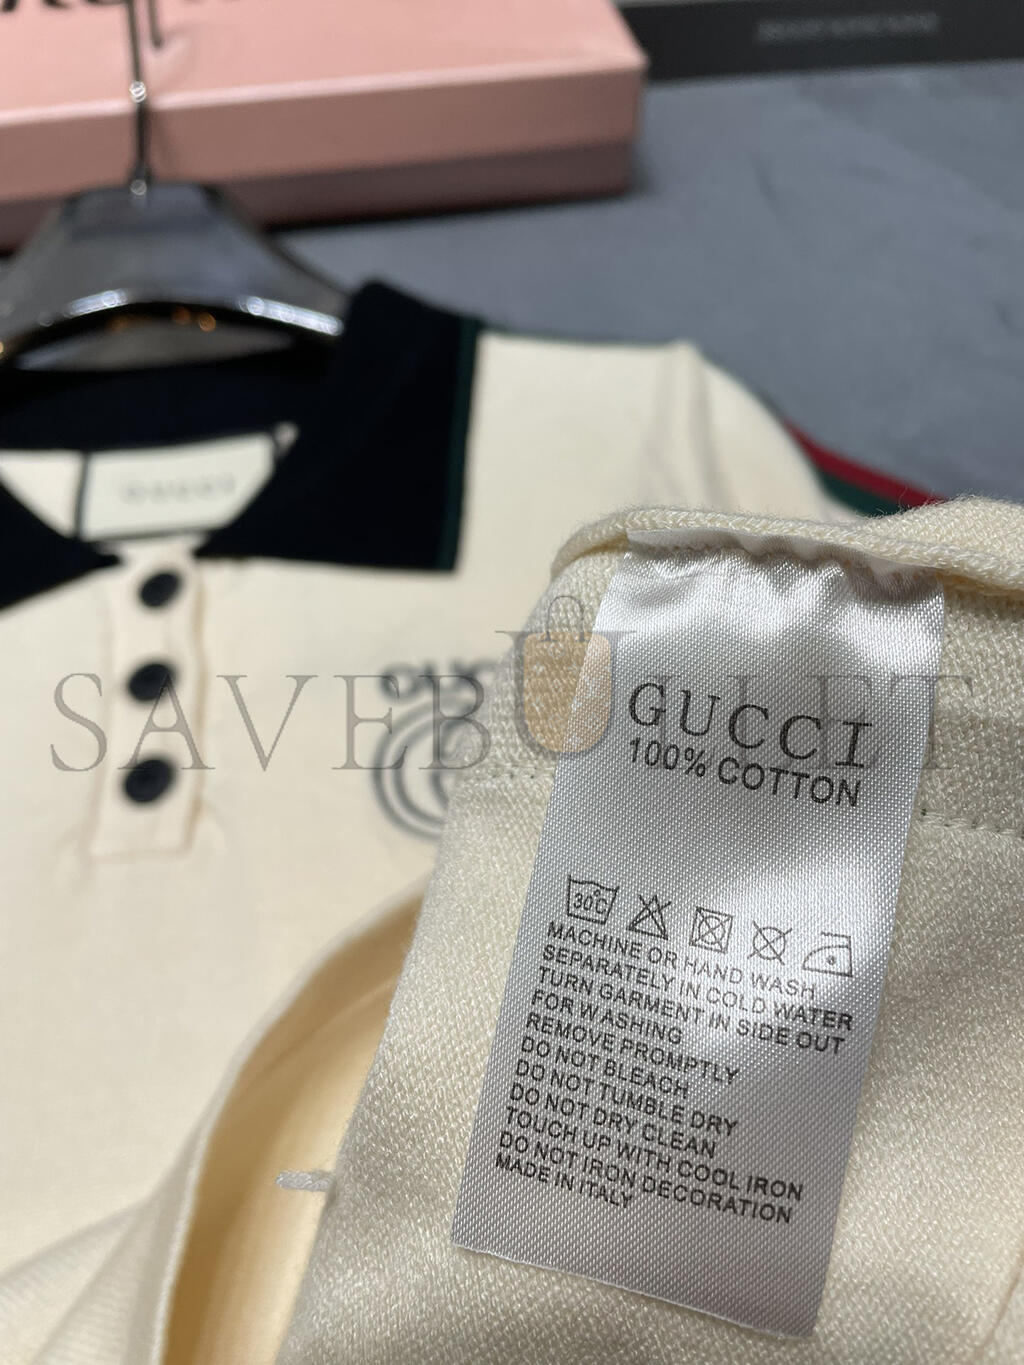 GUCCI
SAVEBULLET
GUCCI
100% COTTON
30°C
MACHINE OR HAND WASH
SEPARATELY IN COLD WATER
TURN GARMENT IN SIDE OUT
FOR WASHING
REMOVE PROMPTLY
DO NOT BLEACH
DO NOT TUMBLE DRY
DO NOT DRY CLEAN
TOUCH UP WITH COOL IRON
DO NOT IRON DECORATION
MADE IN ITALY